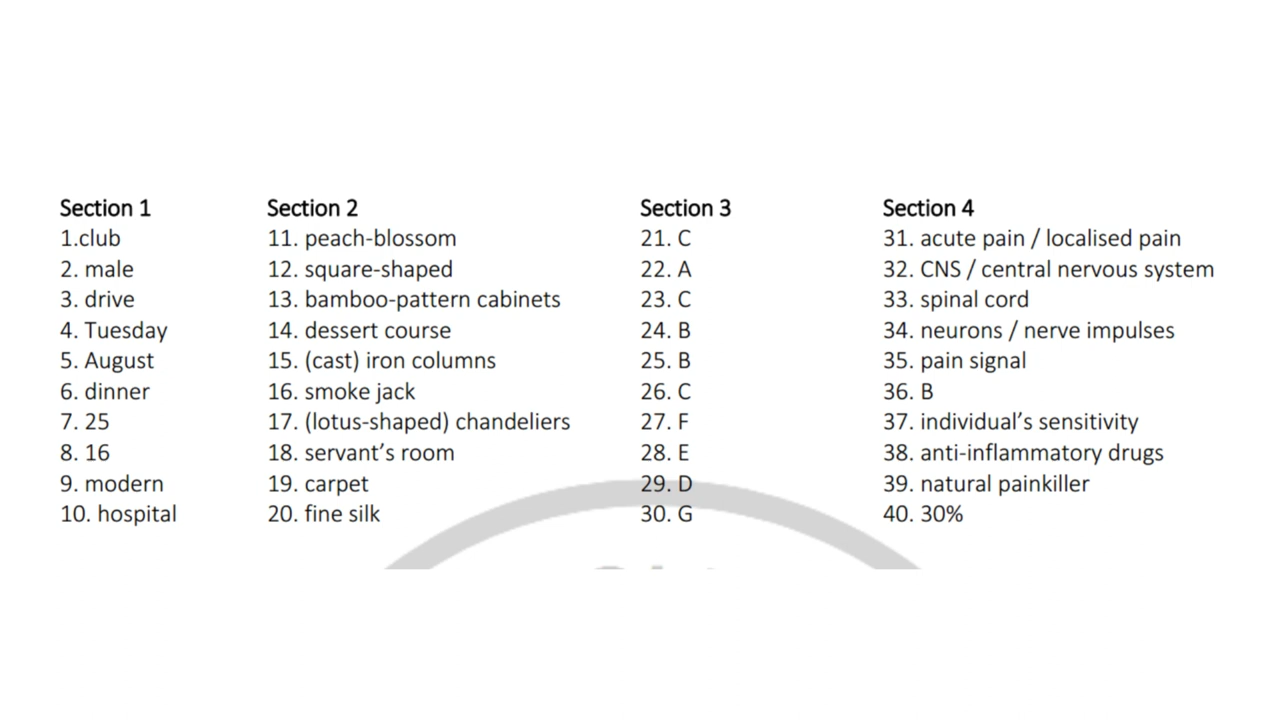 Section 1
1.club
2. male
3. drive
4. Tuesday
5. August
6. dinner
7. 25
8. 16
9. modern
10. hospital
Section 2
11. peach-blossom
12. square-shaped
13. bamboo-pattern cabinets
14. dessert course
15. (cast) iron columns
16. smoke jack
17. (lotus-shaped) chandeliers
18. servant’s room
19. carpet
20. fine silk
Section 3
21. C
22. A
23. C
24. B
25. B
26. C
27. F
28. E
29. D
30. G
Section 4
31. acute pain / localised pain
32. CNS / central nervous system
33. spinal cord
34. neurons / nerve impulses
35. pain signal
36. B
37. individual’s sensitivity
38. anti-inflammatory drugs
39. natural painkiller
40. 30%